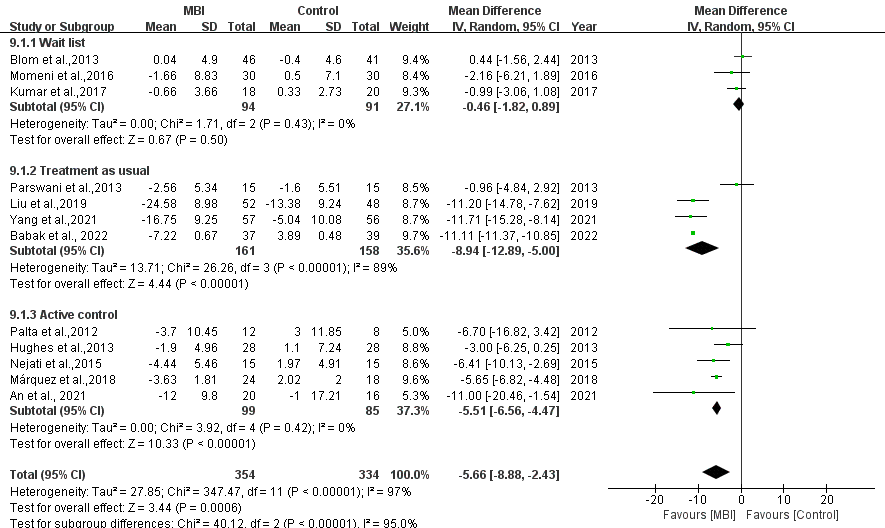 MBI Control Mean Difference Mean Difference
Study or Subgroup Mean SD Total Mean SD Total Weight IV, Random, 95% CI Year IV, Random, 95% CI
9.1.1 Wait list
Blom et al.,2013 0.04 4.9 46 -0.4 4.6 41 9.4% 0.44 [-1.56, 2.44] 2013
Momeni et al.,2016 -1.66 8.83 30 0.5 7.1 30 8.4% -2.16 [-6.21, 1.89] 2016
Kumar et al.,2017 -0.66 3.66 18 0.33 2.73 20 9.4% -0.99 [-3.06, 1.08] 2017
Subtotal (95% CI) 94 91 27.1% -0.46 [-1.82, 0.89]
Heterogeneity: Tau² = 0.00; Chi² = 1.71, df = 2 (P = 0.43); I² = 0%
Test for overall effect: Z = 0.67 (P = 0.50)
9.1.2 Treatment as usual
Parswani et al.,2013 -2.56 5.34 15 -1.6 5.51 15 8.5% -0.96 [-4.84, 2.92] 2013
Liu et al.,2019 -24.58 8.98 52 -13.38 9.24 48 8.7% -11.20 [-14.78, -7.62] 2019
Yang et al.,2021 -16.75 9.25 57 -5.04 10.08 56 8.7% -11.71 [-15.28, -8.14] 2021
Babak et al., 2022 -7.22 0.67 37 3.89 0.48 39 9.8% -11.11 [-11.37, -10.85] 2022
Subtotal (95% CI) 161 158 35.6% -8.94 [-12.89, -5.00]
Heterogeneity: Tau² = 13.71; Chi² = 26.26, df = 3 (P < 0.00001); I² = 89%
Test for overall effect: Z = 4.44 (P < 0.00001)
9.1.3 Active control
Palta et al.,2012 -3.7 10.45 12 3 11.85 8 5.0% -6.70 [-16.82, 3.42] 2012
Hughes et al.,2013 -1.9 4.96 28 1.1 7.24 28 8.8% -3.00 [-6.25, 0.25] 2013
Nejati et al.,2015 -4.44 5.46 15 1.97 4.91 15 8.6% -6.41 [-10.13, -2.69] 2015
Márquez et al.,2018 -3.63 1.81 24 2.02 2 18 9.7% -5.65 [-6.82, -4.48] 2018
An et al., 2021 -12 9.8 20 -1 17.21 16 5.3% -11.00 [-20.46, -1.54] 2021
Subtotal (95% CI) 99 85 37.3% -5.51 [-6.56, -4.47]
Heterogeneity: Tau² = 0.00; Chi² = 3.92, df = 4 (P = 0.42); I² = 0%
Test for overall effect: Z = 10.33 (P < 0.00001)
Total (95% CI) 354 334 100.0% -5.66 [-8.88, -2.43]
Heterogeneity: Tau² = 27.85; Chi² = 347.47, df = 11 (P < 0.00001); I² = 97%
Test for overall effect: Z = 3.44 (P = 0.0006)
Test for subgroup differences: Chi² = 40.12, df = 2 (P < 0.00001), I² = 95.0%
-20 -10 0 10 20
Favours [MBI] Favours [Control]